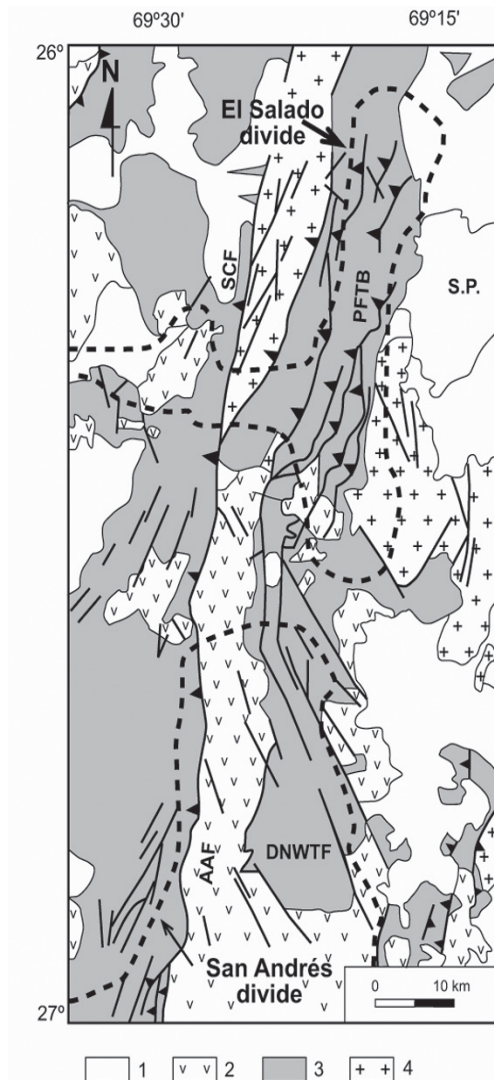 69º30' 69º15'
26º
N
El Salado
divide
SCF
PFTB
S.P.
AAF
DNWTF
San Andrés
divide
0 10 km
27º
1 2 3 4